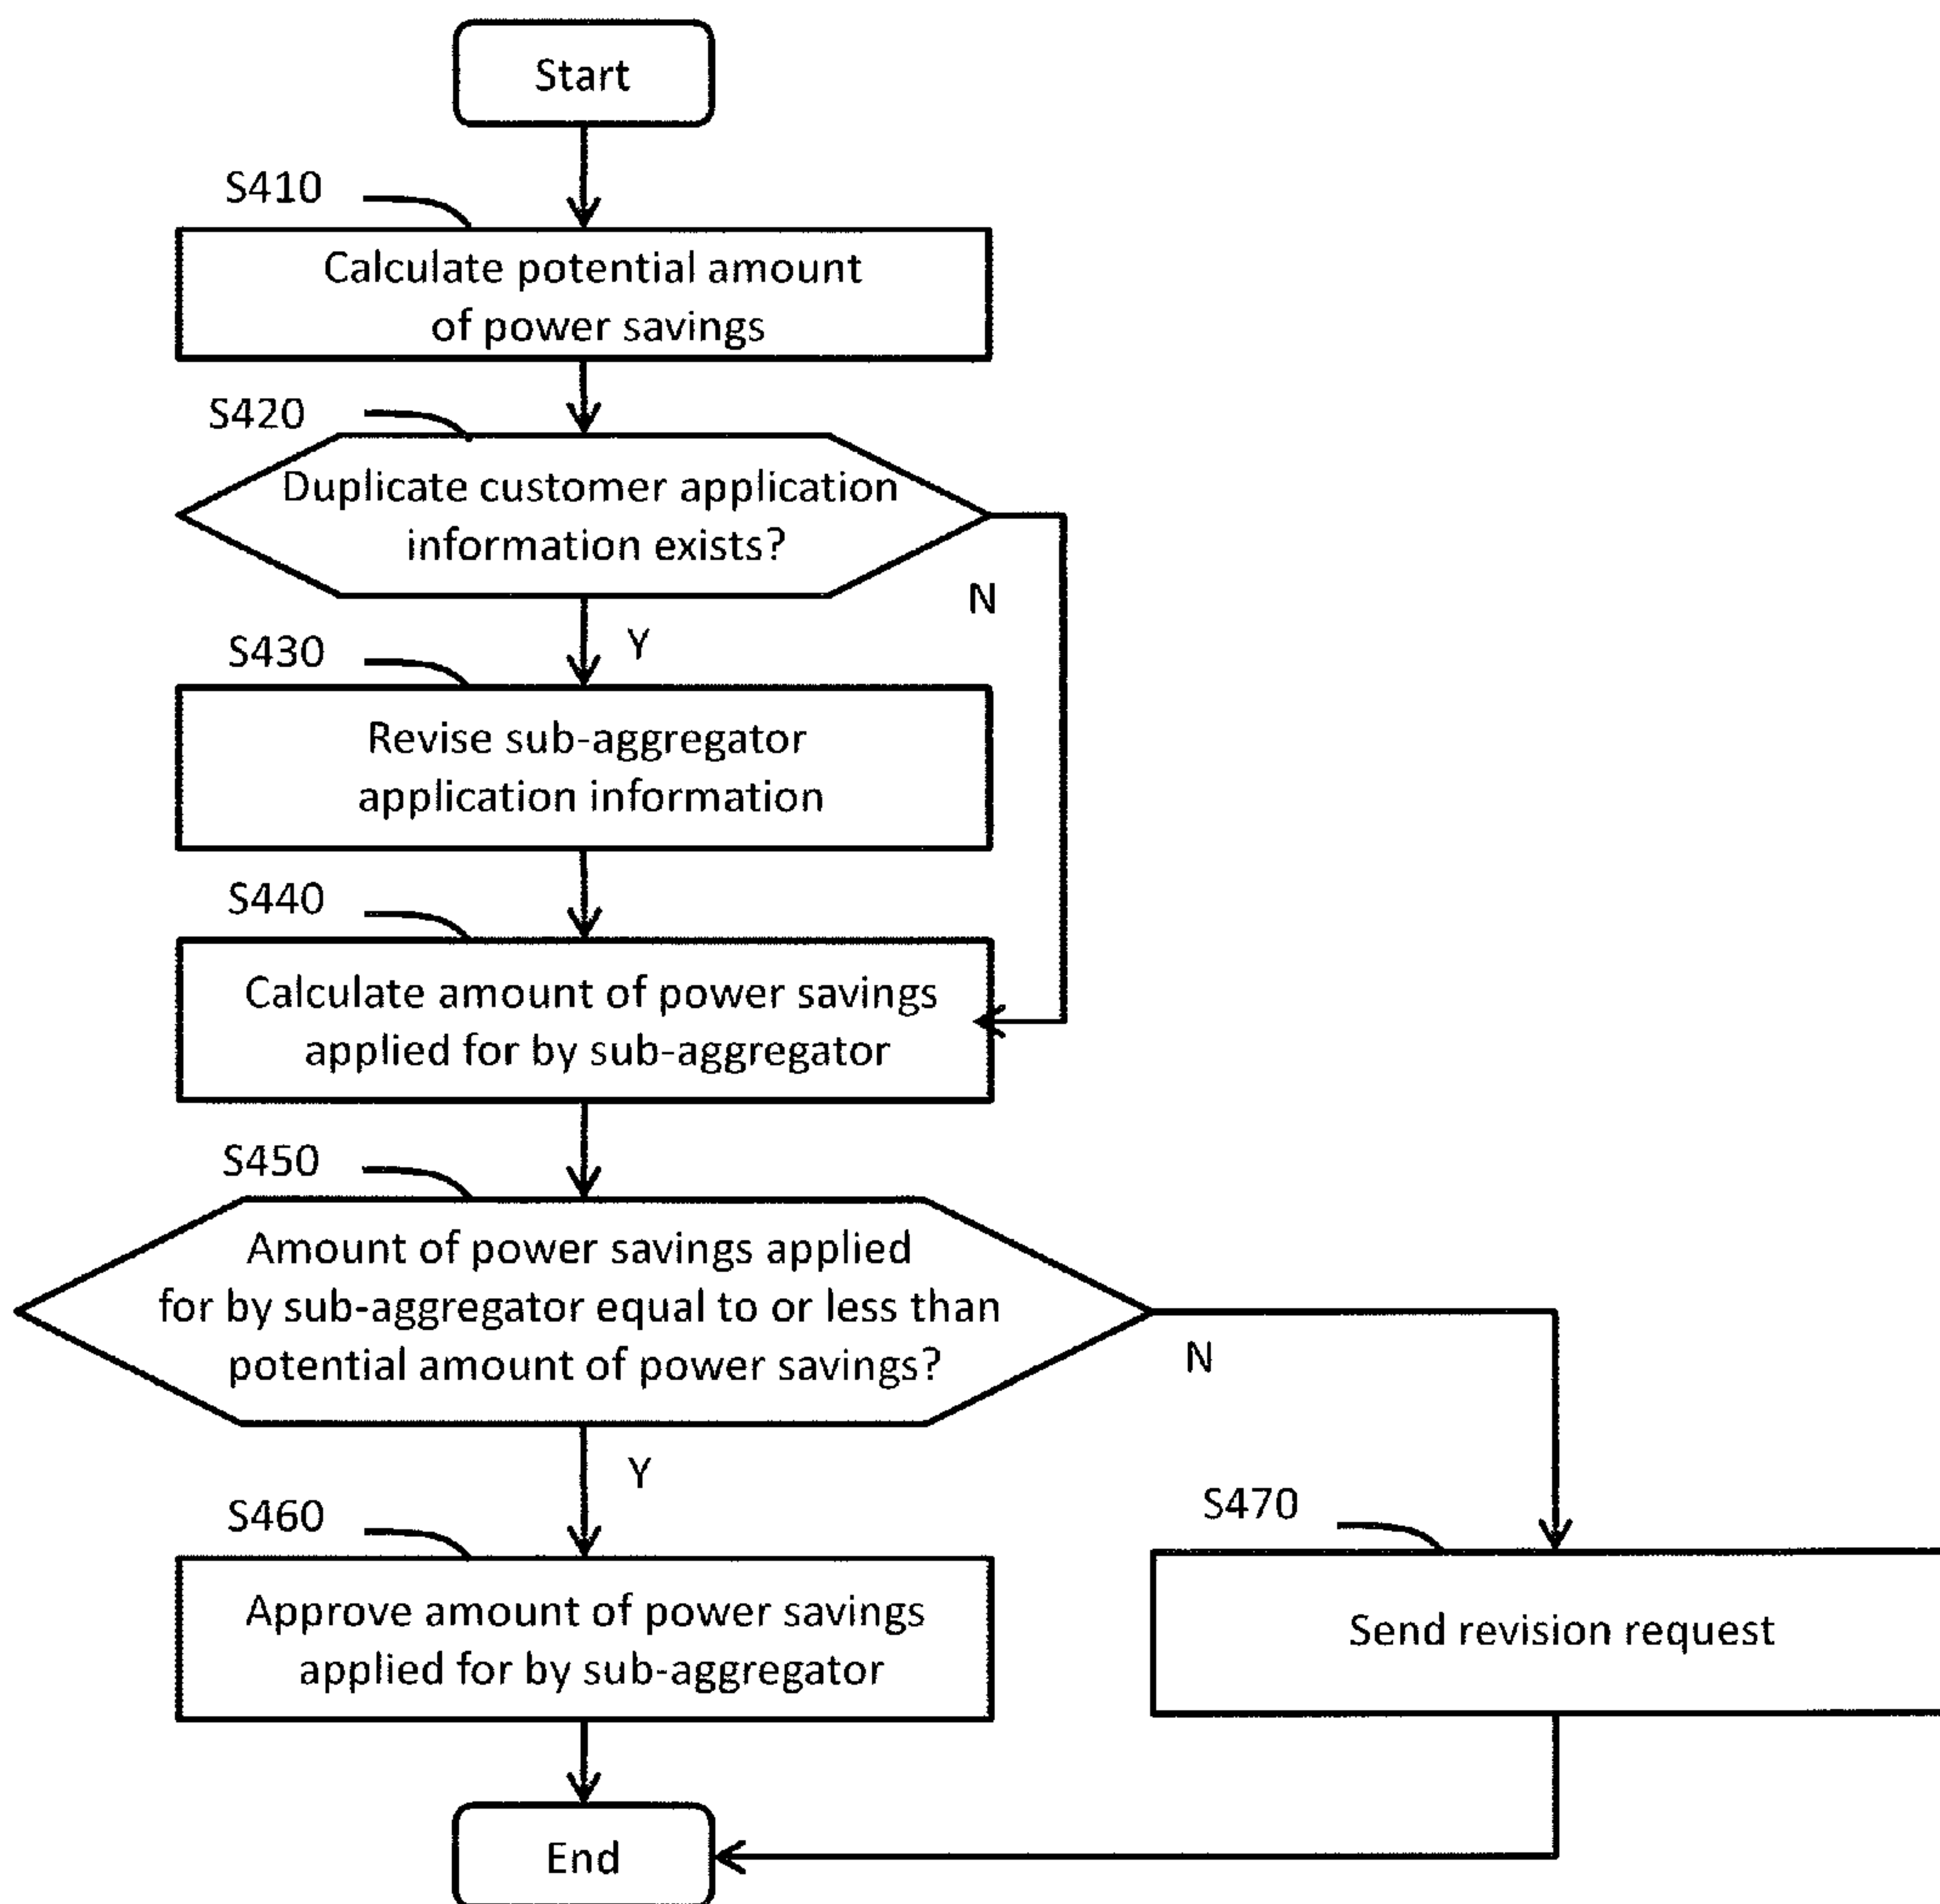 Start
S410
Calculate potential amount
of power savings
S420
Duplicate customer application
information exists?
N
Y
S430
Revise sub-aggregator
application information
S440
Calculate amount of power savings
applied for by sub-aggregator
S450
Amount of power savings applied
for by sub-aggregator equal to or less than
potential amount of power savings?
N
Y
S460
Approve amount of power savings
applied for by sub-aggregator
S470
Send revision request
End